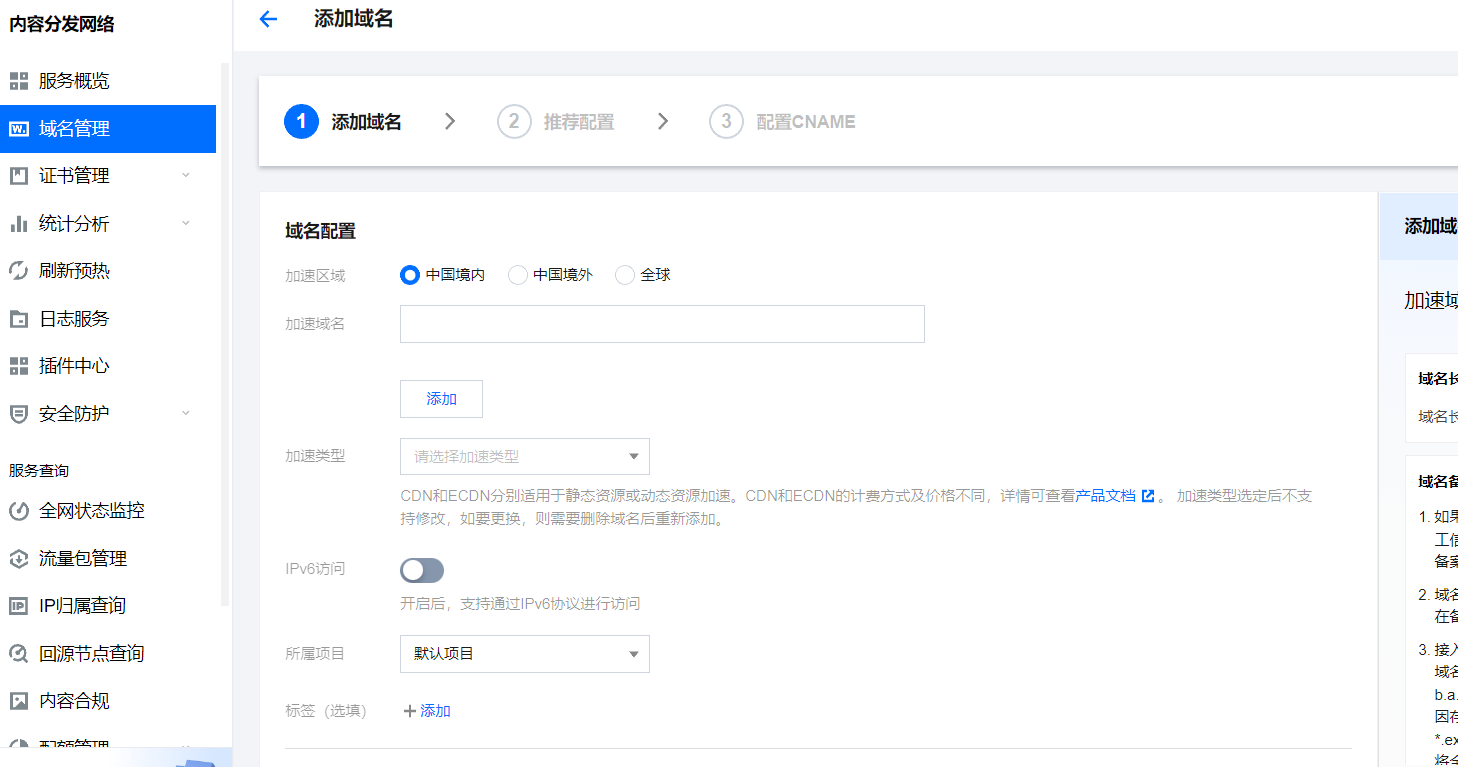 内容分发网络
服务概览
域名管理
证书管理
统计分析
刷新预热
日志服务
插件中心
安全防护
服务查询
全网状态监控
流量包管理
IP归属查询
回源节点查询
内容合规
配额管理
添加域名
1 添加域名
2 推荐配置
3 配置CNAME
域名配置
加速区域 中国境内 中国境外 全球
加速域名
添加
加速类型 请选择加速类型
CDN和ECDN分别适用于静态资源或动态资源加速。CDN和ECDN的计费方式及价格不同，详情可查看产品文档 。 加速类型选定后不支
持修改，如要更换，则需要删除域名后重新添加。
IPv6访问
开启后，支持通过IPv6协议进行访问
所属项目 默认项目
标签（选填） 添加
添加域
加速域
域名长
域名长
域名备
1. 如果
工信
备案
2. 域名
在备
3. 接入
域名
b.a.
因存
*.ex
将全